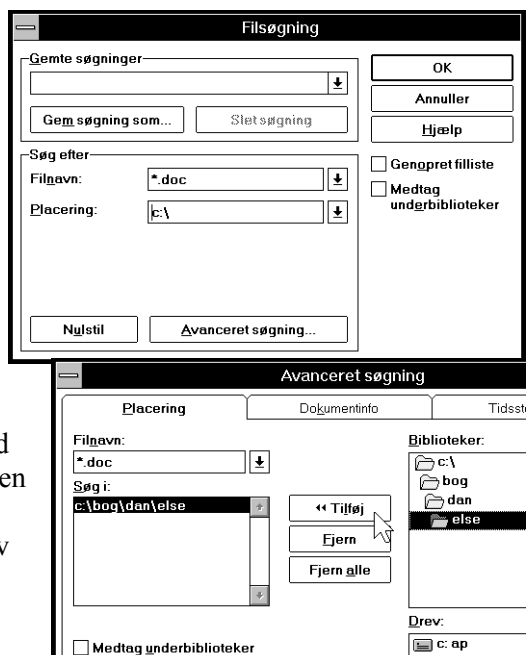 Filsøgning
Gemte søgninger
OK
Annuller
Gem søgning som...
Slet søgning
Hjælp
Søg efter
Genopret filliste
Filnavn:
*.doc
Medtag
underbiblioteker
Placering:
c:\
Nulstil
Avanceret søgning...
Avanceret søgning
Placering
Dokumentinfo
Tidsst
d
en
v
Filnavn:
*.doc
Søg i:
c:\bog\dan\else
Tilføj
Fjern
Fjern alle
Medtag underbiblioteker
Biblioteker:
c:\
bog
dan
else
Drev:
c: ap